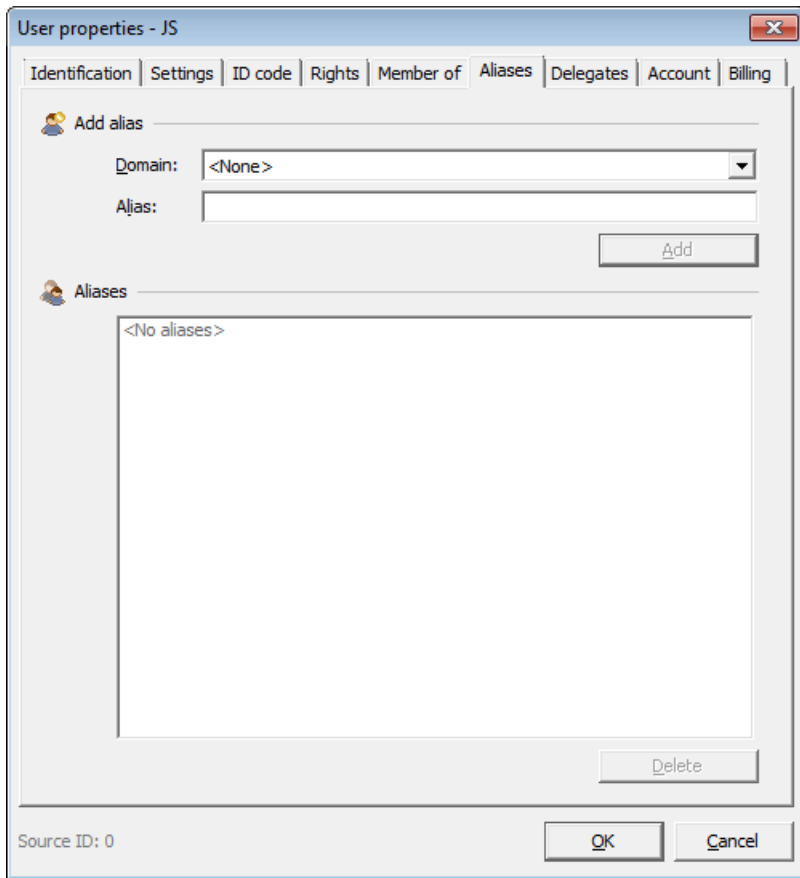 User properties - JS
Identification Settings ID code Rights Member of Aliases Delegates Account Billing
Add alias
Domain: <None>
Alias:
Add
Aliases
<No aliases>
Delete
Source ID: 0 OK Cancel